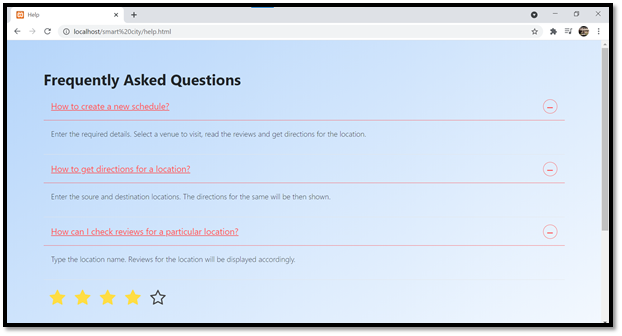 Help
localhost/smart%20city/help.html
Frequently Asked Questions
How to create a new schedule?
Enter the required details. Select a venue to visit, read the reviews and get directions for the location.
How to get directions for a location?
Enter the soure and destination locations. The directions for the same will be then shown.
How can I check reviews for a particular location?
Type the location name. Reviews for the location will be displayed accordingly.